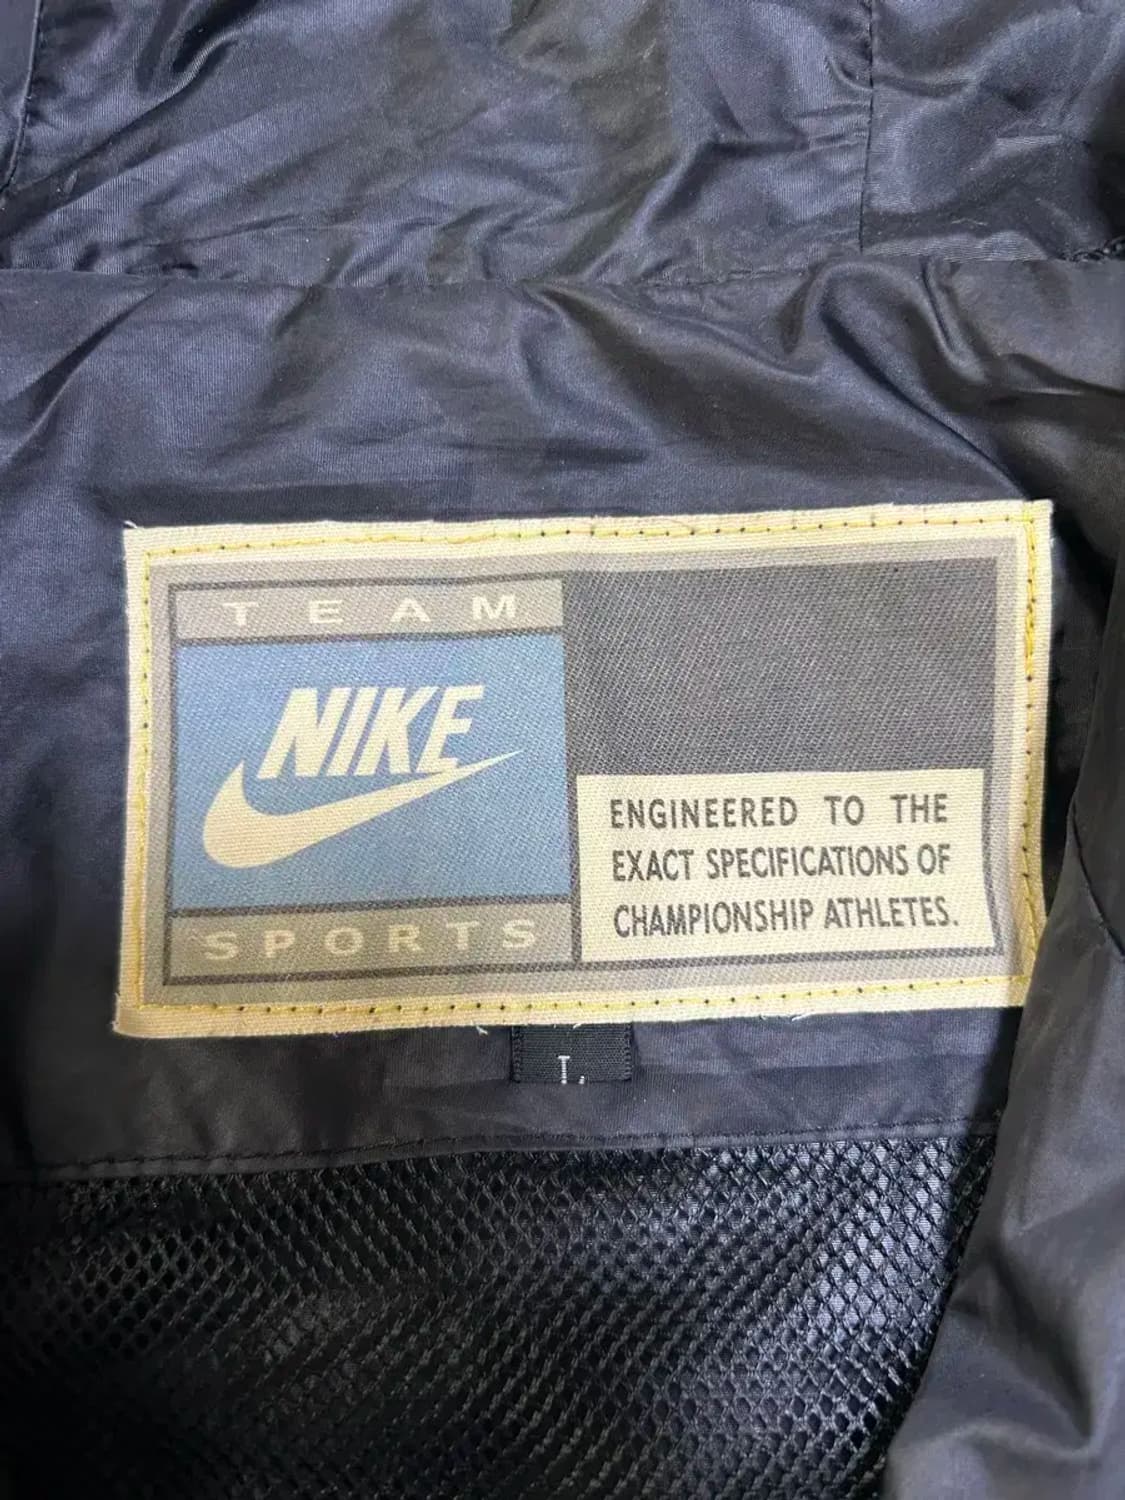 TEAM
NIKE
SPORTS
ENGINEERED TO THE
EXACT SPECIFICATIONS OF
CHAMPIONSHIP ATHLETES.